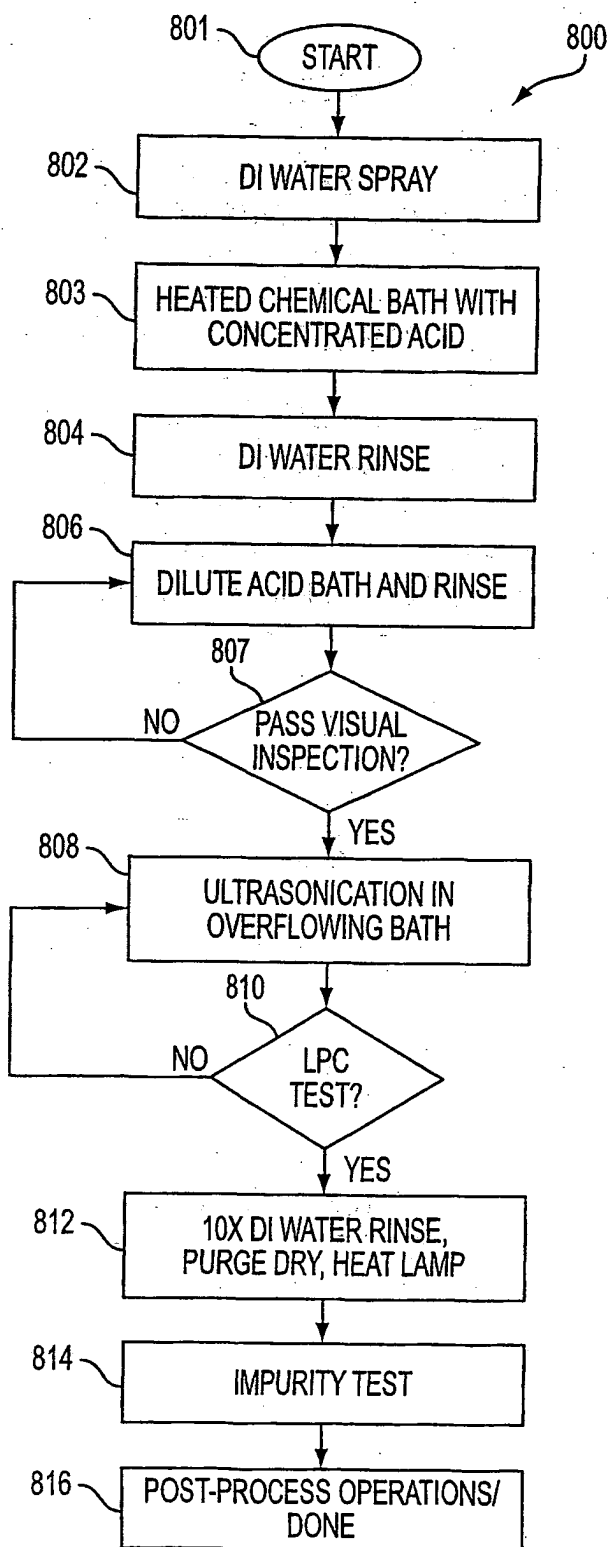 801
START
800
802
DI WATER SPRAY
803
HEATED CHEMICAL BATH WITH
CONCENTRATED ACID
804
DI WATER RINSE
806
DILUTE ACID BATH AND RINSE
807
NO
PASS VISUAL
INSPECTION?
YES
808
ULTRASONICATION IN
OVERFLOWING BATH
810
NO
LPC
TEST?
YES
812
10X DI WATER RINSE,
PURGE DRY, HEAT LAMP
814
IMPURITY TEST
816
POST-PROCESS OPERATIONS/
DONE